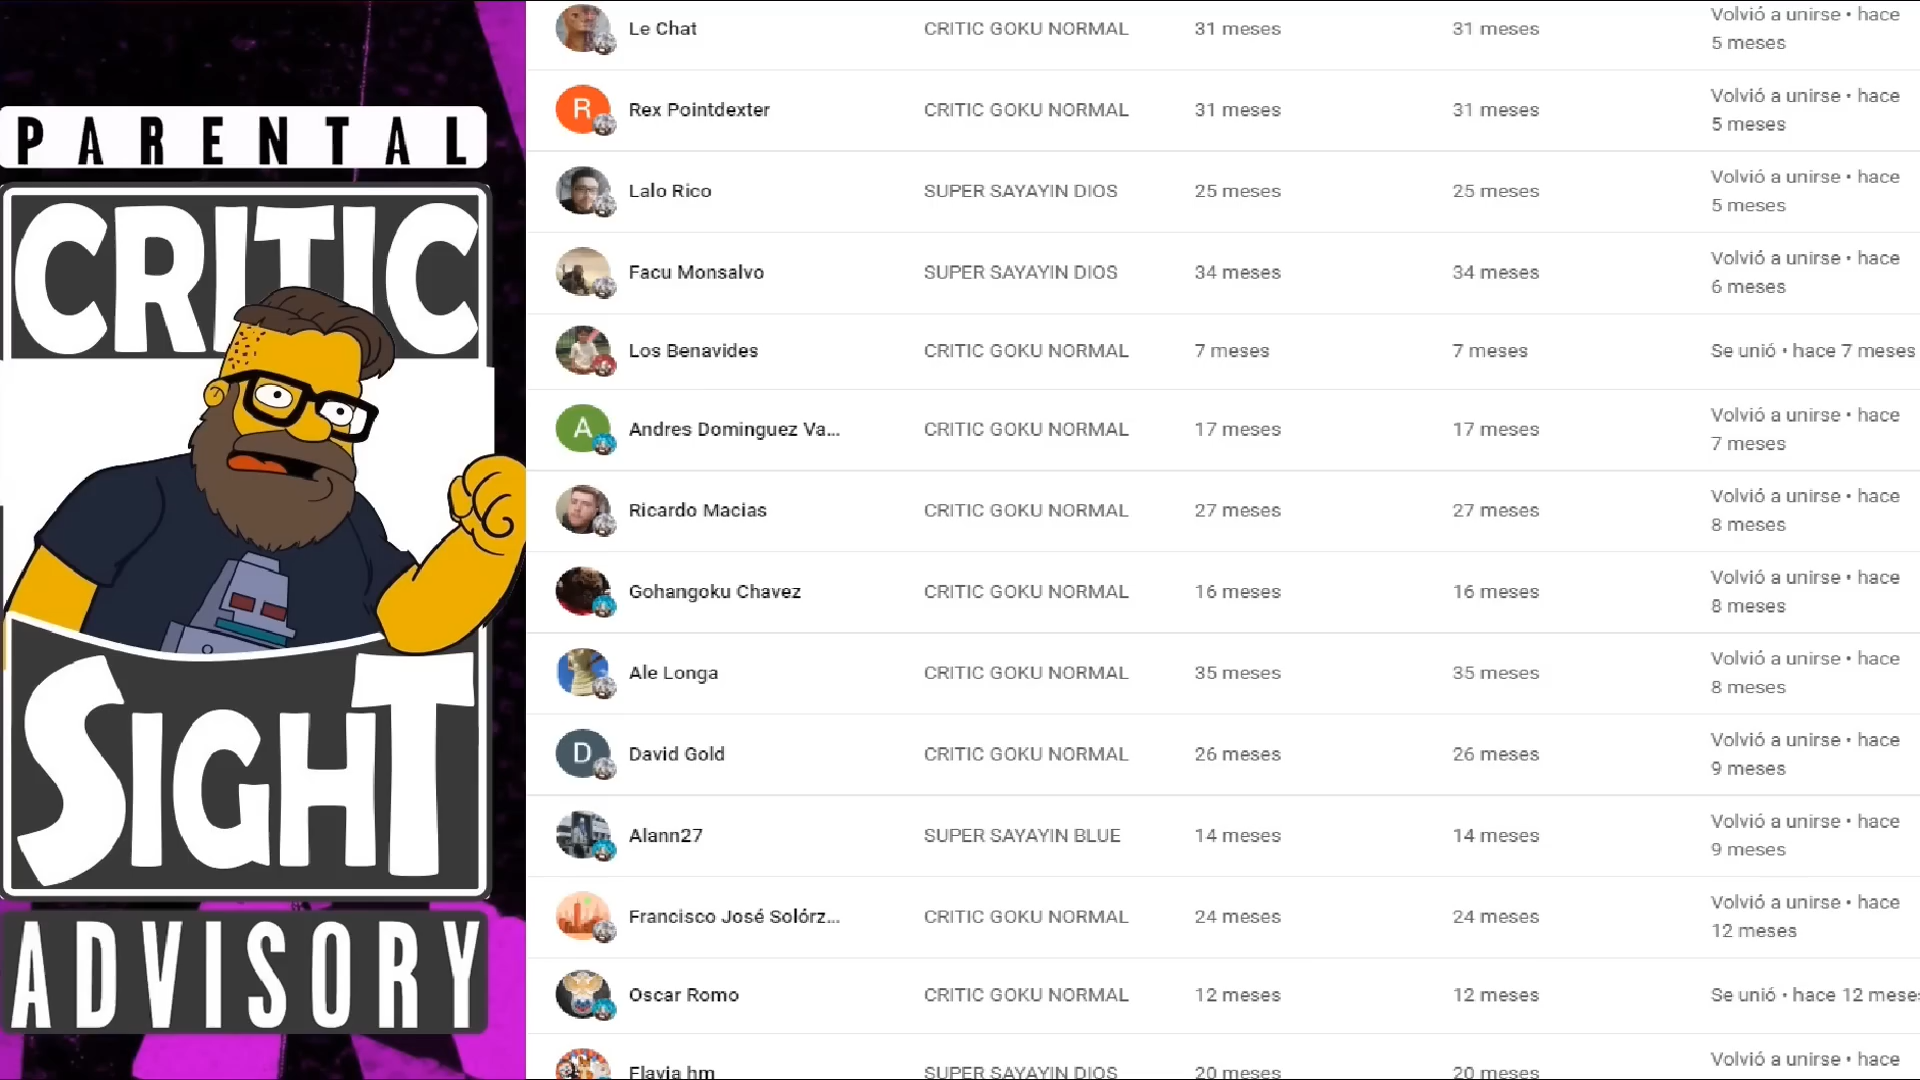 PARENTAL
CRITIC
SIGHT
ADVISORY
Le Chat CRITIC GOKU NORMAL 31 meses 31 meses Volvió a unirse • hace
5 meses
R Rex Pointdexter CRITIC GOKU NORMAL 31 meses 31 meses Volvió a unirse • hace
5 meses
Lalo Rico SUPER SAYAYIN DIOS 25 meses 25 meses Volvió a unirse • hace
5 meses
Facu Monsalvo SUPER SAYAYIN DIOS 34 meses 34 meses Volvió a unirse • hace
6 meses
Los Benavides CRITIC GOKU NORMAL 7 meses 7 meses Se unió • hace 7 meses
A Andres Dominguez Va... CRITIC GOKU NORMAL 17 meses 17 meses Volvió a unirse • hace
7 meses
Ricardo Macias CRITIC GOKU NORMAL 27 meses 27 meses Volvió a unirse • hace
8 meses
Gohangoku Chavez CRITIC GOKU NORMAL 16 meses 16 meses Volvió a unirse • hace
8 meses
Ale Longa CRITIC GOKU NORMAL 35 meses 35 meses Volvió a unirse • hace
8 meses
D David Gold CRITIC GOKU NORMAL 26 meses 26 meses Volvió a unirse • hace
9 meses
Alann27 SUPER SAYAYIN BLUE 14 meses 14 meses Volvió a unirse • hace
9 meses
Francisco José Solórz... CRITIC GOKU NORMAL 24 meses 24 meses Volvió a unirse • hace
12 meses
Oscar Romo CRITIC GOKU NORMAL 12 meses 12 meses Se unió • hace 12 meses
Flavia hm SUPER SAYAYIN DIOS 20 meses 20 meses Volvió a unirse • hace